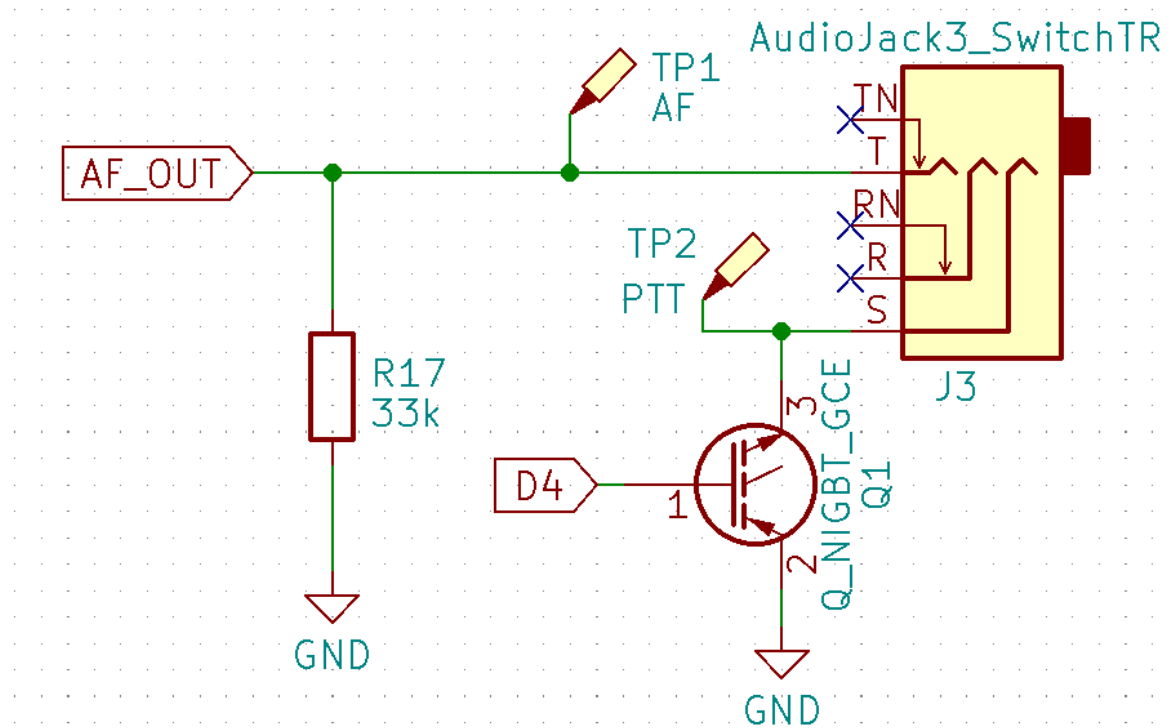 AudioJack3_SwitchTR
TP1
AF
TN
T
AF_OUT
RN
R
TP2
PTT
S
J3
R17
33k
3
Q_NIGBT_GCE
Q1
D4
1
2
GND
GND